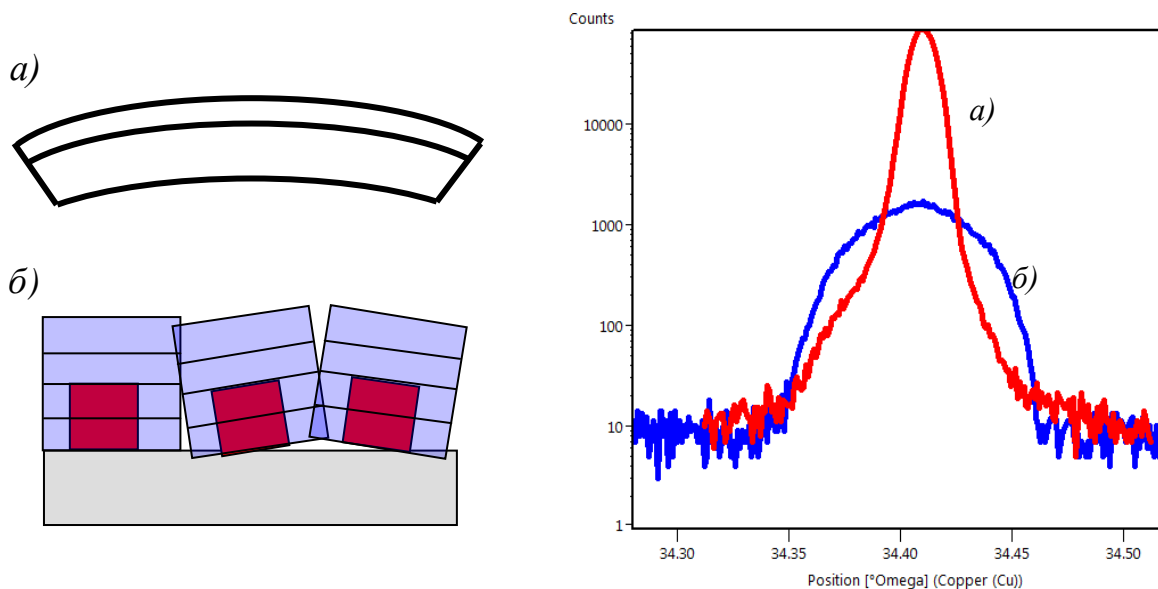 а)
б)
Counts
10000
1000
100
10
1
а)
б)
34.30 34.35 34.40 34.45 34.50
Position [°Omega] (Copper (Cu))